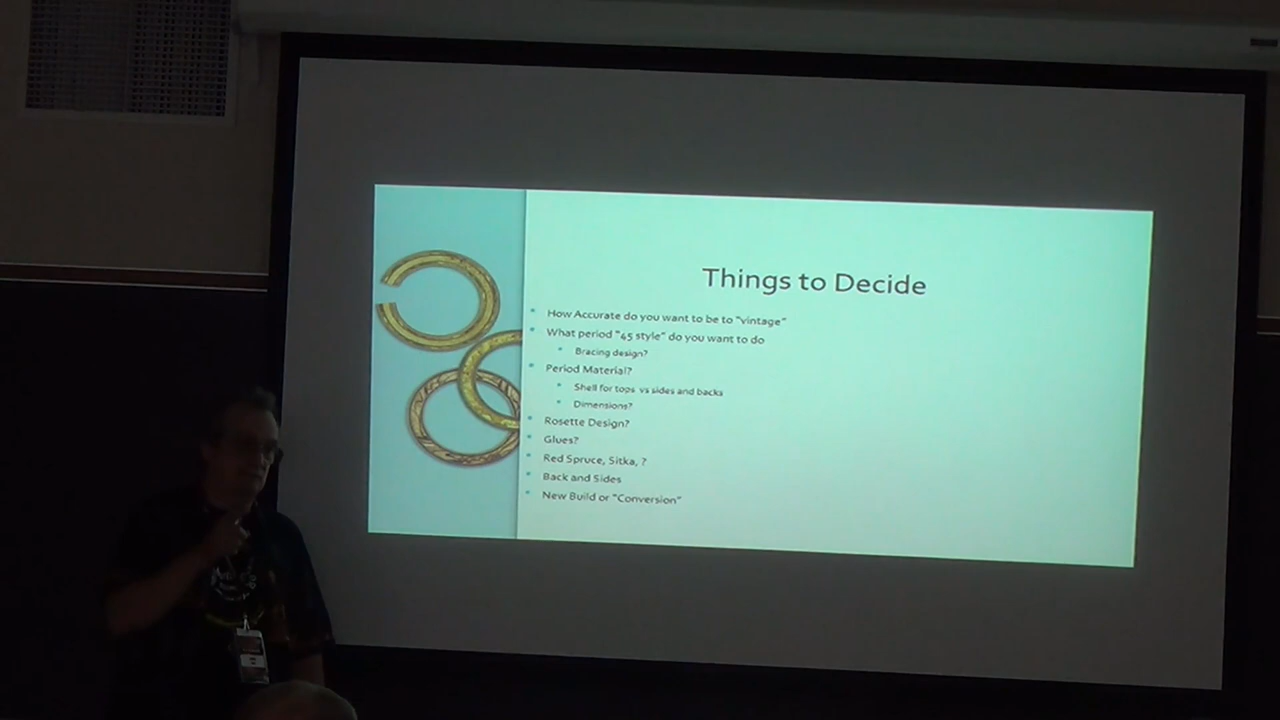 Things to Decide
How Accurate do you want to be to "vintage"
What period "45 style" do you want to do
Bracing design?
Period Material?
Shell for tops vs sides and backs
Dimensions?
Rosette Design?
Glues?
Red Spruce, Sitka, ?
Back and Sides
New Build or "Conversion"